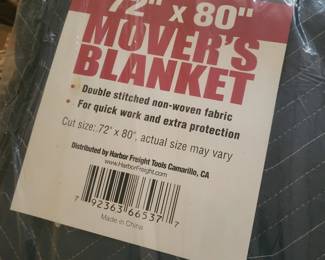 72" x 80"
MOVER'S
BLANKET
• Double stitched non-woven fabric
• For quick work and extra protection
Cut size: 72" x 80", actual size may vary
Distributed by Harbor Freight Tools Camarillo, CA
www.HarborFreight.com
7 92363 66537 7
Made in China